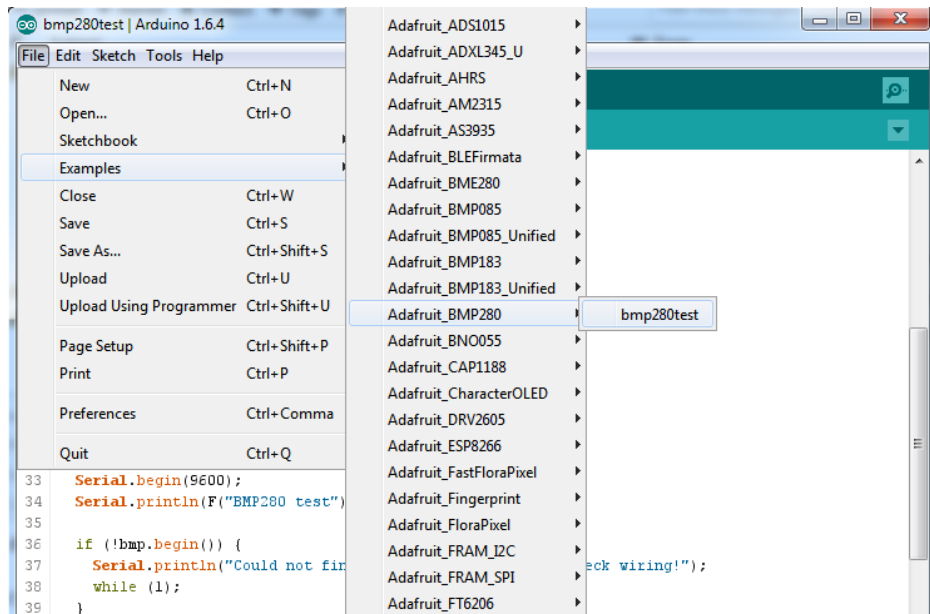 bmp280test | Arduino 1.6.4
File Edit Sketch Tools Help
New Ctrl+N
Open... Ctrl+O
Sketchbook
Examples
Close Ctrl+W
Save Ctrl+S
Save As... Ctrl+Shift+S
Upload Ctrl+U
Upload Using Programmer Ctrl+Shift+U
Page Setup Ctrl+Shift+P
Print Ctrl+P
Preferences Ctrl+Comma
Quit Ctrl+Q
Adafruit_ADS1015
Adafruit_ADXL345_U
Adafruit_AHRS
Adafruit_AM2315
Adafruit_AS3935
Adafruit_BLEFirmata
Adafruit_BME280
Adafruit_BMP085
Adafruit_BMP085_Unified
Adafruit_BMP183
Adafruit_BMP183_Unified
Adafruit_BMP280
Adafruit_BNO055
Adafruit_CAP1188
Adafruit_CharacterOLED
Adafruit_DRV2605
Adafruit_ESP8266
Adafruit_FastFloraPixel
Adafruit_Fingerprint
Adafruit_FloraPixel
Adafruit_FRAM_I2C
Adafruit_FRAM_SPI
Adafruit_FT6206
bmp280test
33 Serial.begin(9600);
34 Serial.println(F("BMP280 test")
35
36 if (!bmp.begin()) {
37 Serial.println("Could not fin eck wiring!");
38 while (1);
39 }